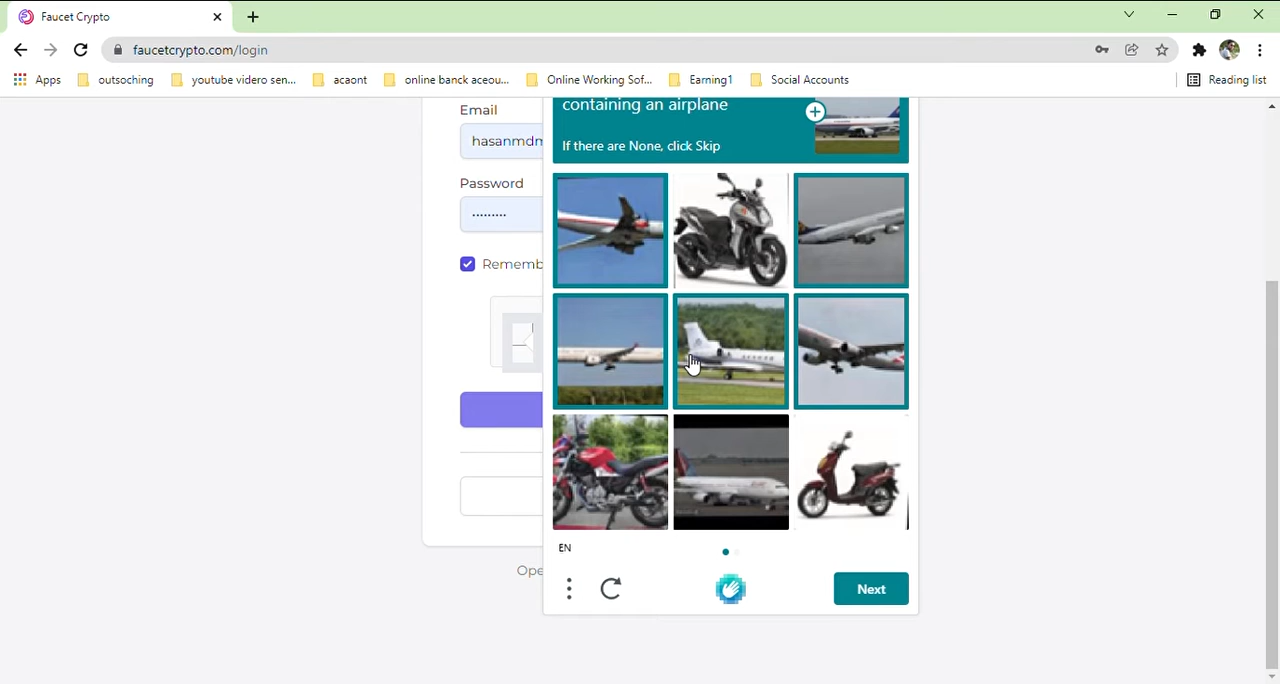 Faucet Crypto
faucetcrypto.com/login
Apps
outsoching
youtube videro sen...
acaont
online banck aceou...
Online Working Sof...
Earning1
Social Accounts
Reading list
Email
containing an airplane
hasanmdm
If there are None, click Skip
Password
Rememb
EN
Ope
Next